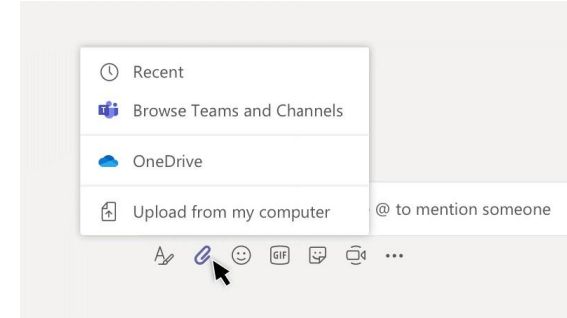 Recent
Browse Teams and Channels
OneDrive
Upload from my computer
@ to mention someone
GIF